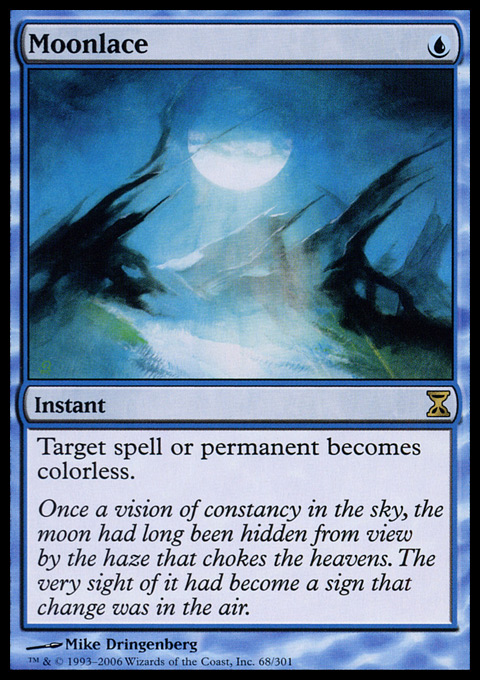 Moonlace
Instant
Target spell or permanent becomes
colorless.
Once a vision of constancy in the sky, the
moon had long been hidden from view
by the haze that chokes the heavens. The
very sight of it had become a sign that
change was in the air.
Mike Dringenberg
™ & © 1993–2006 Wizards of the Coast, Inc. 68/301